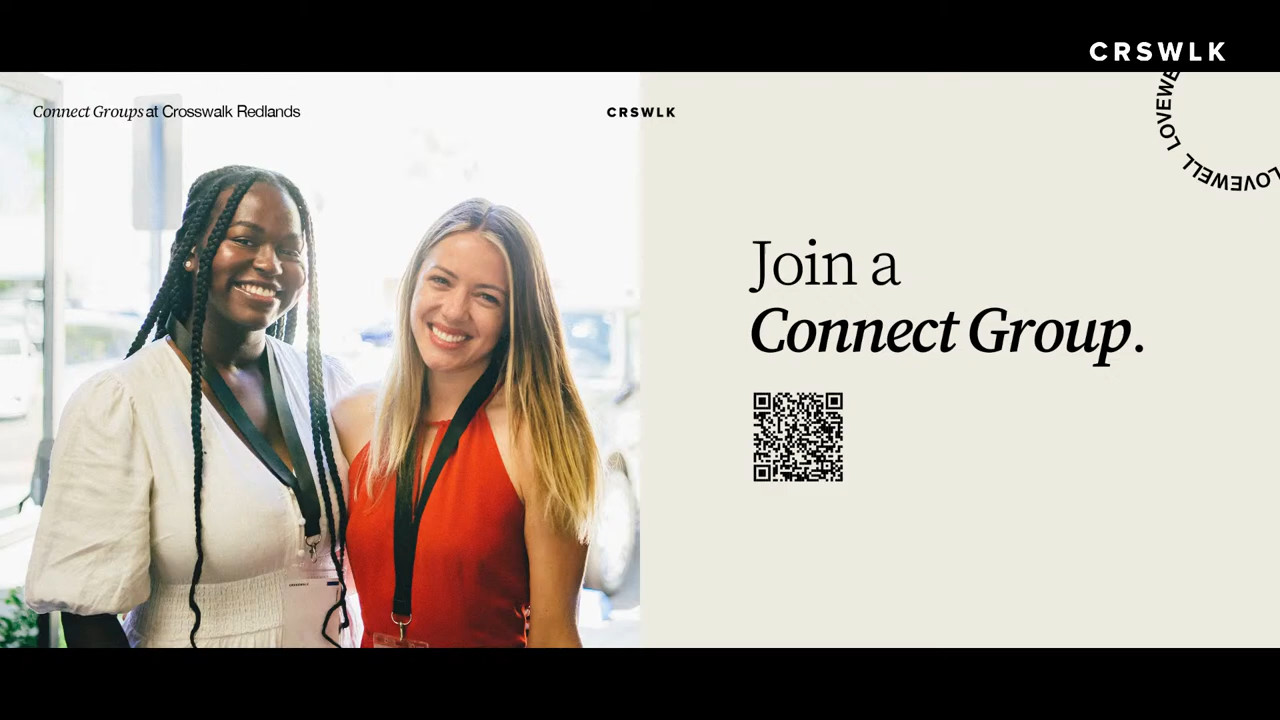 CRSWLK
Connect Groups at Crosswalk Redlands
CRSWLK
LOVEWELL LOVEWE
Join a
Connect Group.